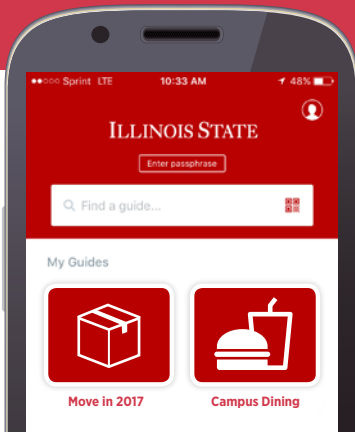 Sprint LTE 10:33 AM 48%
ILLINOIS STATE
Enter passphrase
Find a guide...
My Guides
Move in 2017 Campus Dining